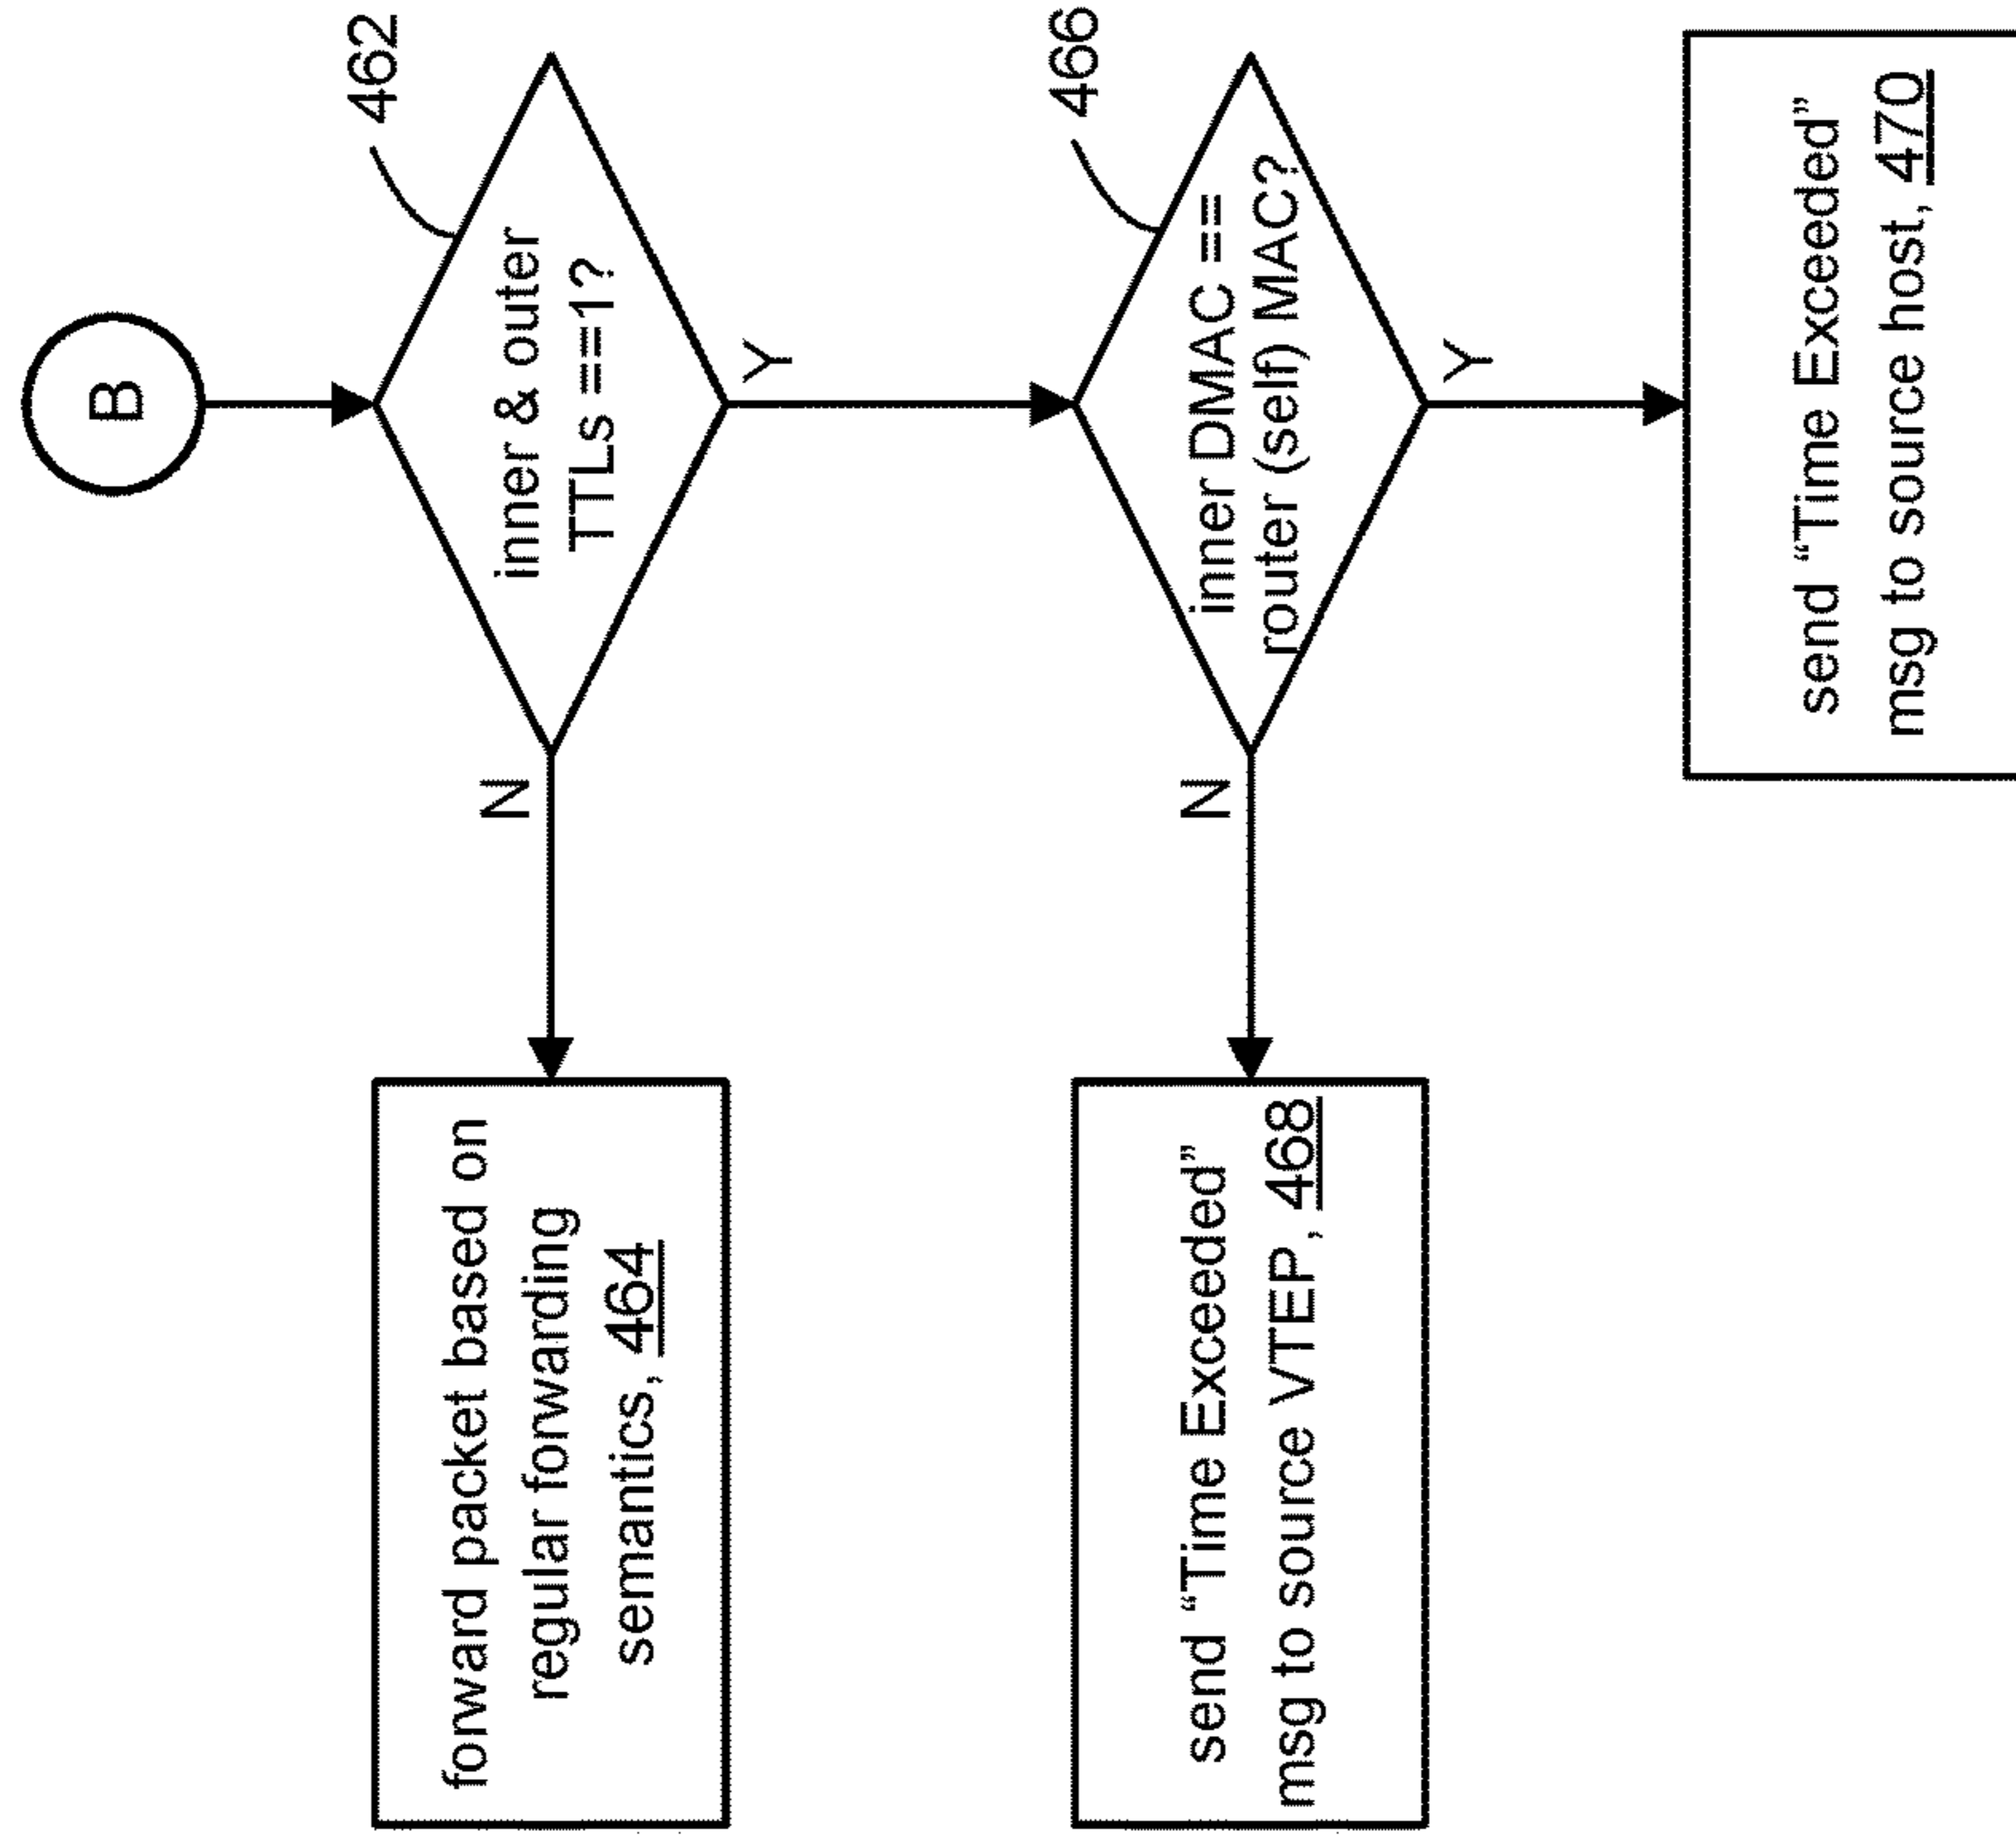 B
462
inner & outer
TTLs ==1?
N
Y
forward packet based on
regular forwarding
semantics, 464
466
inner DMAC ==
router (self) MAC?
N
Y
send “Time Exceeded”
msg to source VTEP, 468
send “Time Exceeded”
msg to source host, 470